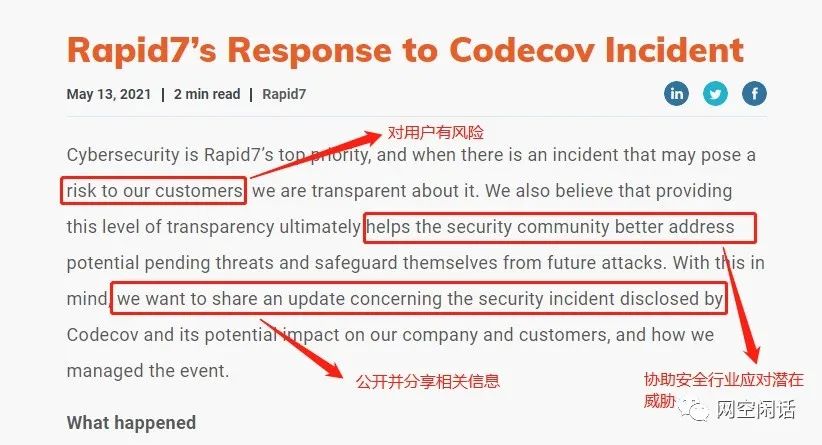 Rapid7’s Response to Codecov Incident
May 13, 2021 | 2 min read | Rapid7
对用户有风险
Cybersecurity is Rapid7’s top priority, and when there is an incident that may pose a
risk to our customers, we are transparent about it. We also believe that providing
this level of transparency ultimately helps the security community better address
potential pending threats and safeguard themselves from future attacks. With this in
mind, we want to share an update concerning the security incident disclosed by
Codecov and its potential impact on our company and customers, and how we
managed the event.
公开并分享相关信息
协助安全行业应对潜在
威胁
网空闲话
What happened